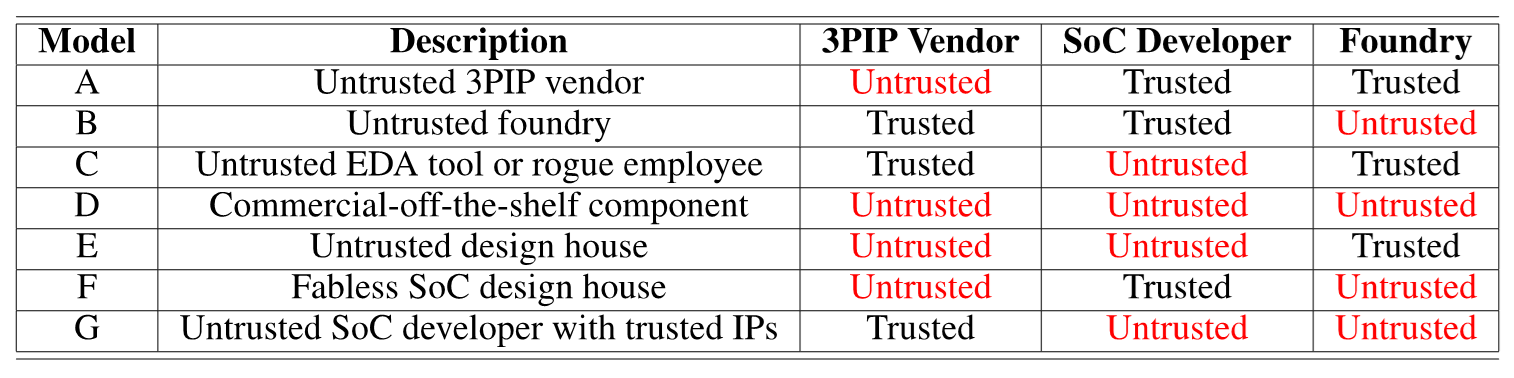 Model Description 3PIP Vendor SoC Developer Foundry
A Untrusted 3PIP vendor Untrusted Trusted Trusted
B Untrusted foundry Trusted Trusted Untrusted
C Untrusted EDA tool or rogue employee Trusted Untrusted Trusted
D Commercial-off-the-shelf component Untrusted Untrusted Untrusted
E Untrusted design house Untrusted Untrusted Trusted
F Fabless SoC design house Untrusted Trusted Untrusted
G Untrusted SoC developer with trusted IPs Trusted Untrusted Untrusted